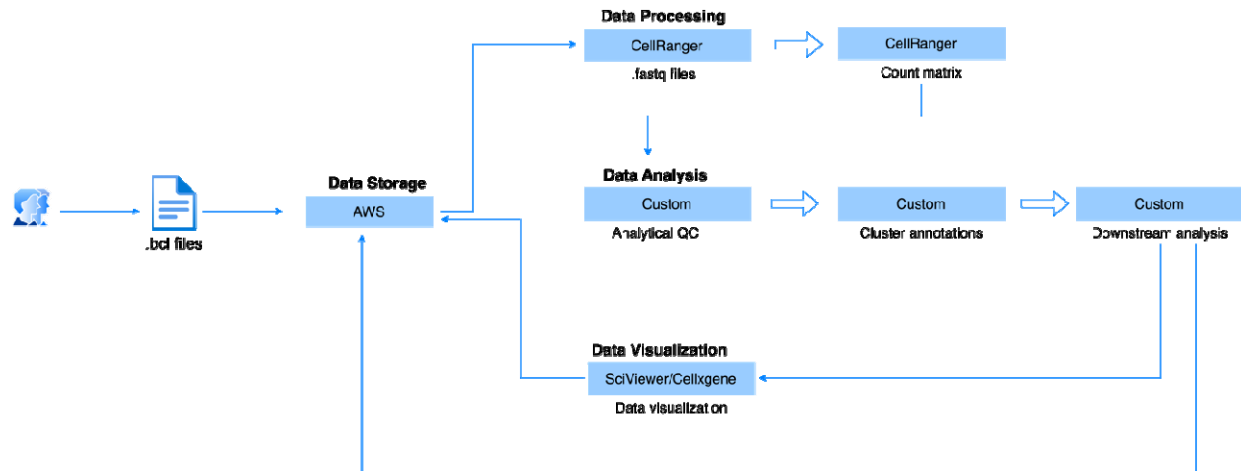 Data Processing
CellRanger
CellRanger
.fastq files
Count matrix
Data Storage
Data Analysis
AWS
Custom
Custom
Custom
.bcl files
Analytical QC
Cluster annotations
Downstream analysis
Data Visualization
SciViewer/Cellxgene
Data visualization